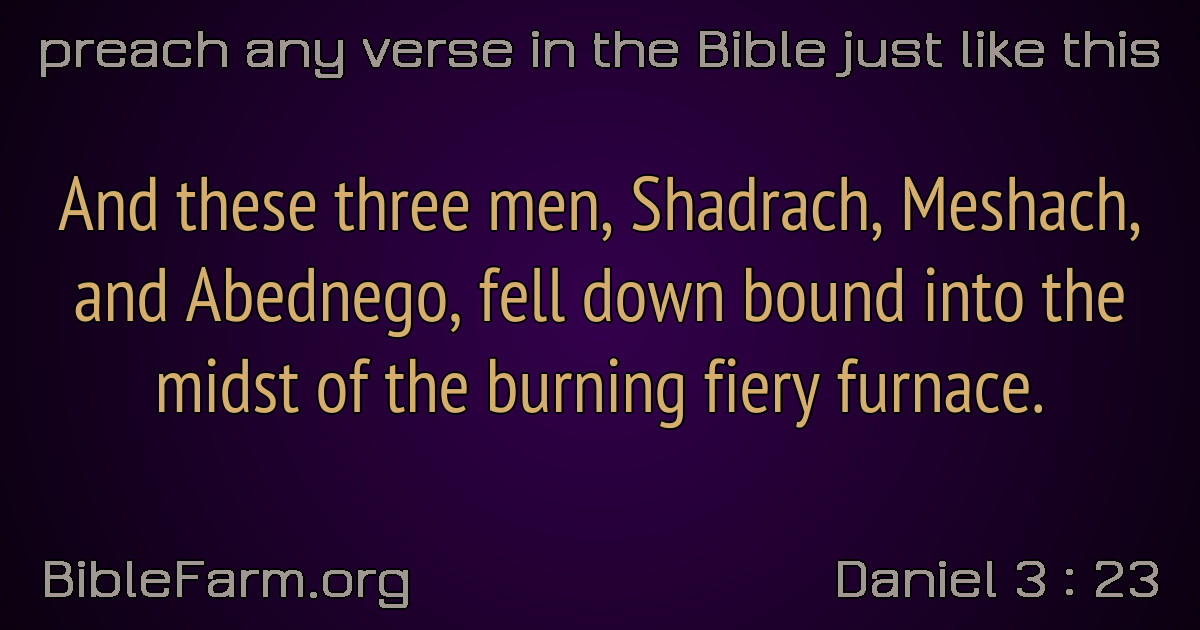 preach any verse in the Bible just like this
And these three men, Shadrach, Meshach,
and Abednego, fell down bound into the
midst of the burning fiery furnace.
BibleFarm.org
Daniel 3 : 23